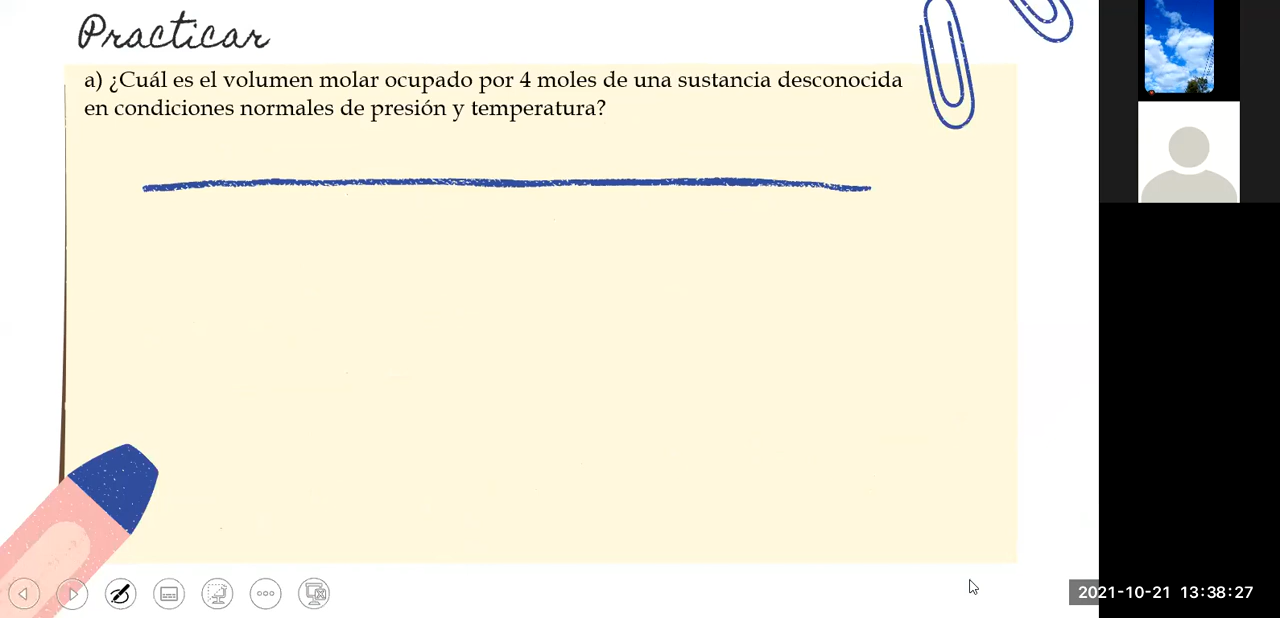 Practicar
a) ¿Cuál es el volumen molar ocupado por 4 moles de una sustancia desconocida
en condiciones normales de presión y temperatura?
2021-10-21 13:38:27